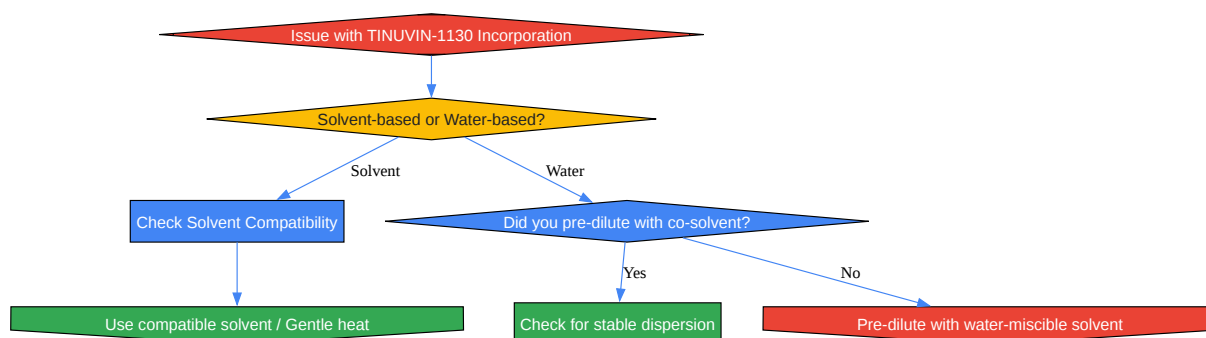 Issue with TINUVIN-1130 Incorporation
Solvent-based or Water-based?
Solvent
Water
Check Solvent Compatibility
Did you pre-dilute with co-solvent?
Yes
No
Use compatible solvent / Gentle heat
Check for stable dispersion
Pre-dilute with water-miscible solvent